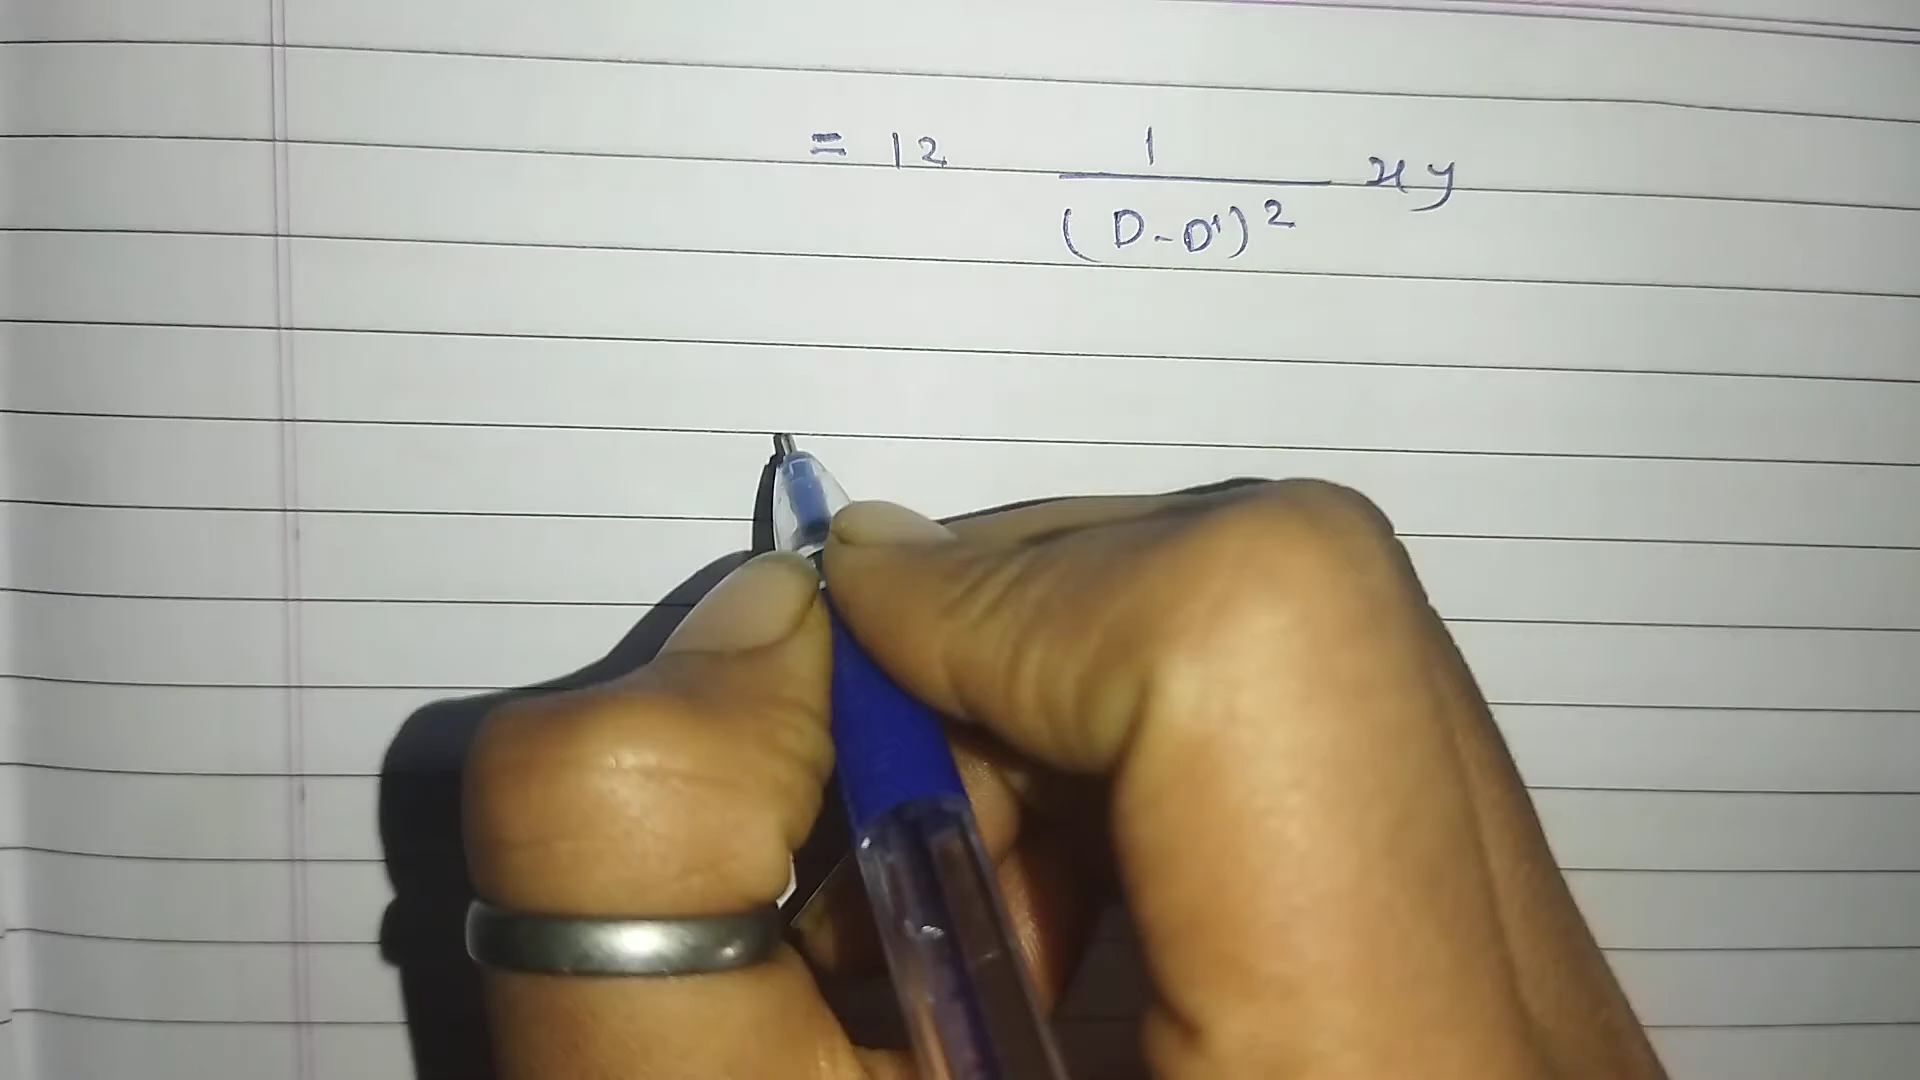 = 12 1/(D-D')² xy